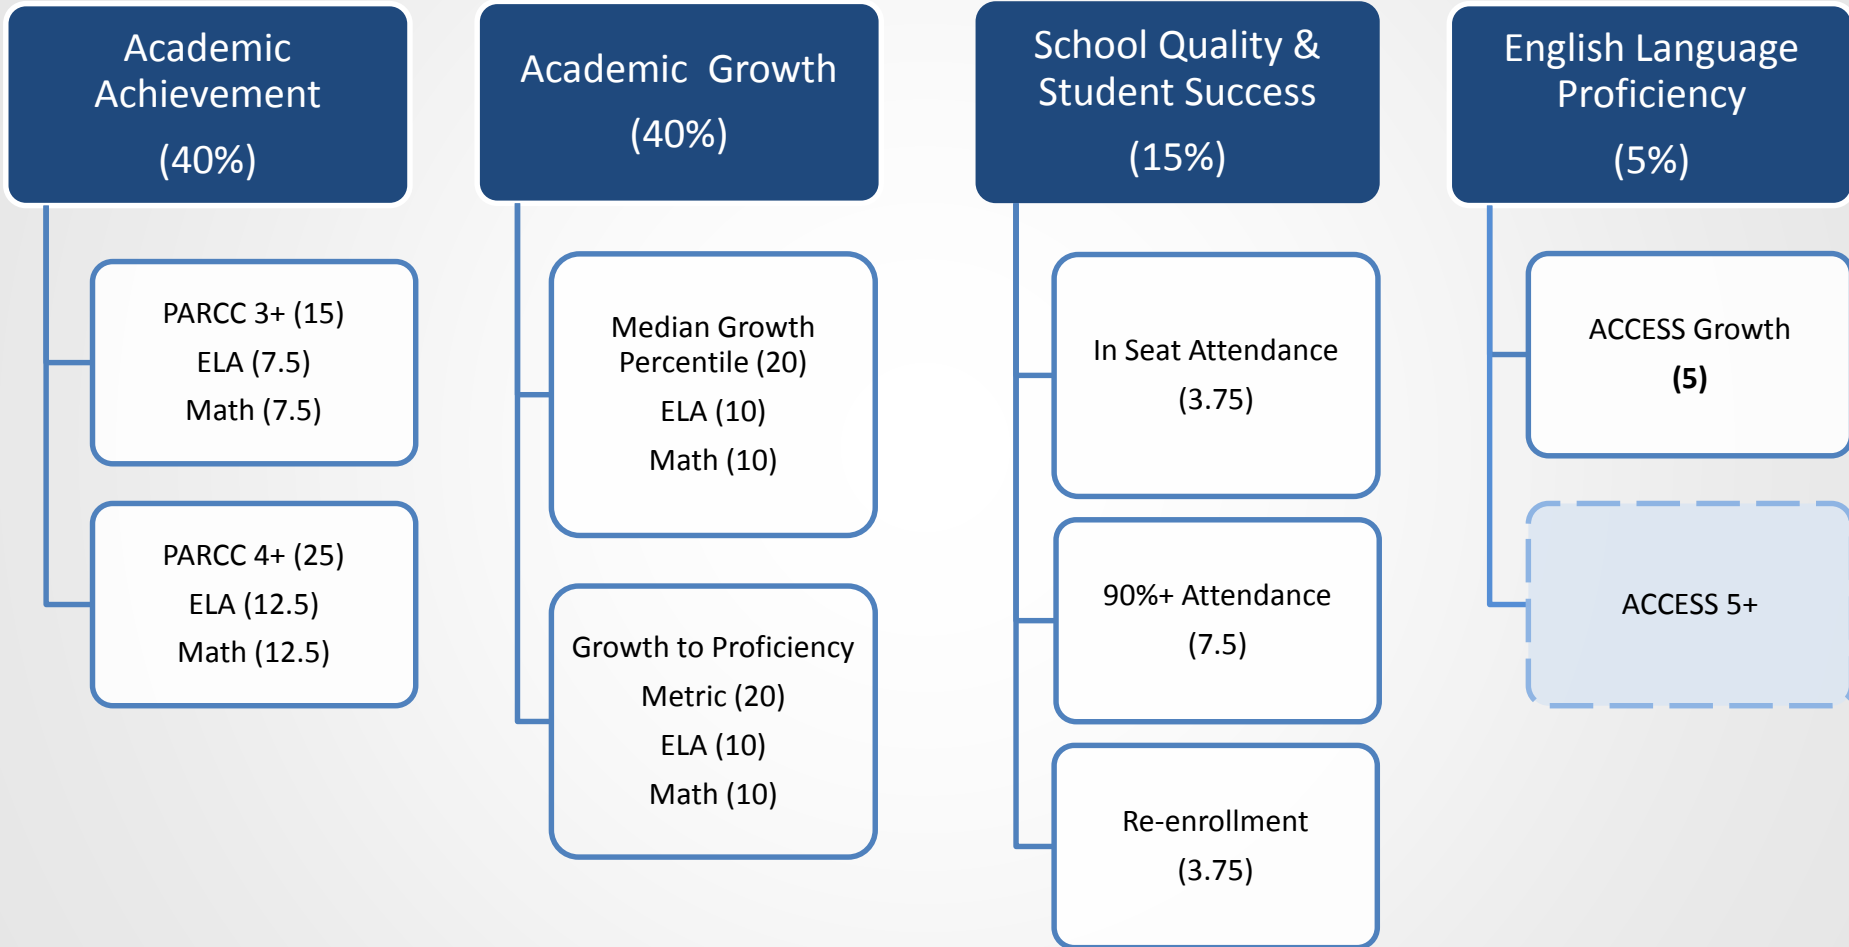 Academic
Achievement
(40%)
PARCC 3+ (15)
ELA (7.5)
Math (7.5)
PARCC 4+ (25)
ELA (12.5)
Math (12.5)
Academic  Growth
(40%)
Median Growth
Percentile (20)
ELA (10)
Math (10)
Growth to Proficiency
Metric (20)
ELA (10)
Math (10)
School Quality &
Student Success
(15%)
In Seat Attendance
(3.75)
90%+ Attendance
(7.5)
Re-enrollment
(3.75)
English Language
Proficiency
(5%)
ACCESS Growth
(5)
ACCESS 5+